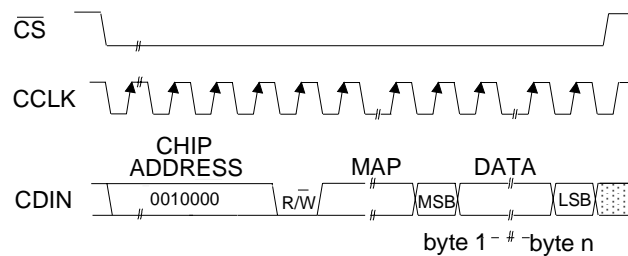 CS
CCLK
CHIP
ADDRESS
MAP
DATA
CDIN
0010000
R/W
MSB
LSB
byte 1
byte n